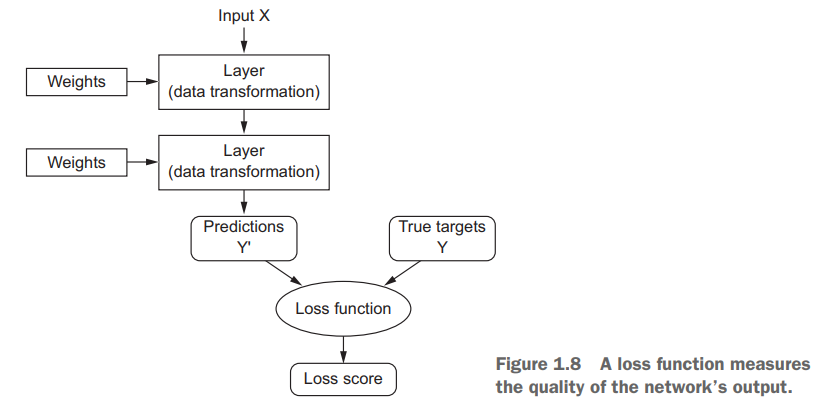 Input X
Weights
Layer
(data transformation)
Weights
Layer
(data transformation)
Predictions
Y'
True targets
Y
Loss function
Loss score
Figure 1.8 A loss function measures
the quality of the network's output.